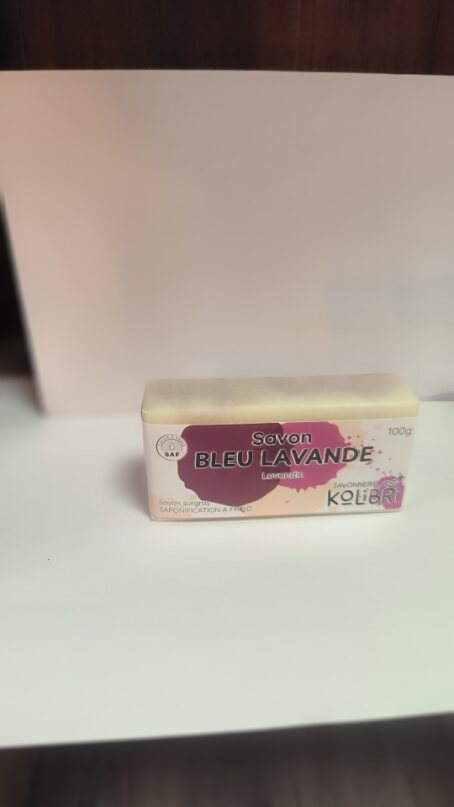 Savon
100g
BLEU LAVANDE
SAF
Lavandin
SAVONNERIE
KOLiBRi
Savon surgras
SAPONIFICATION A FROID